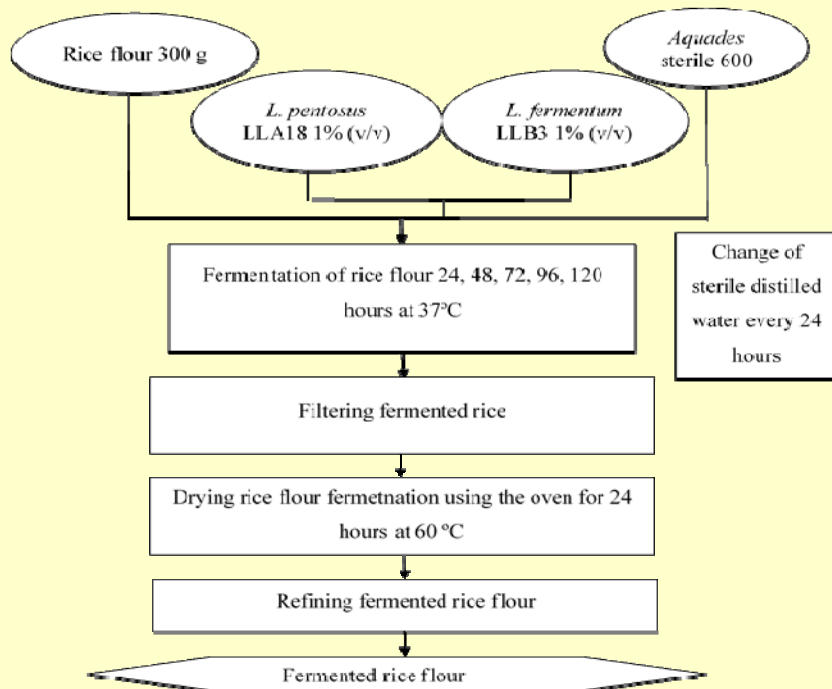 Rice flour 300 g
Aquades
sterile 600
L. pentosus
LLA18 1% (v/v)
L. fermentum
LLB3 1% (v/v)
Fermentation of rice flour 24, 48, 72, 96, 120
hours at 37°C
Change of
sterile distilled
water every 24
hours
Filtering fermented rice
Drying rice flour fermetnation using the oven for 24
hours at 60 °C
Refining fermented rice flour
Fermented rice flour